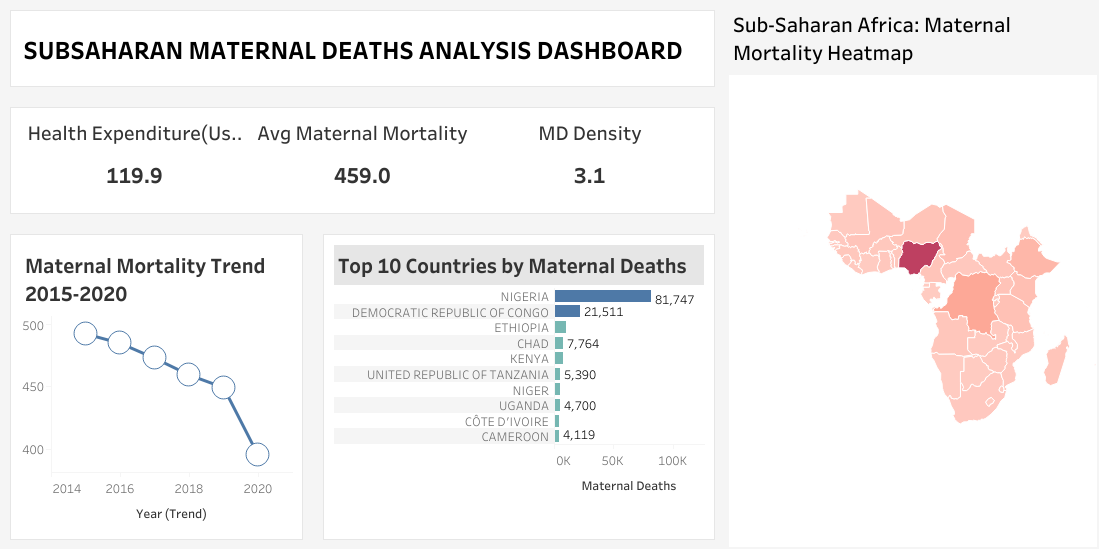 SUBSAHARAN MATERNAL DEATHS ANALYSIS DASHBOARD
Sub-Saharan Africa: Maternal
Mortality Heatmap
Health Expenditure(Us.. Avg Maternal Mortality MD Density
119.9 459.0 3.1
Maternal Mortality Trend
2015-2020
500
450
400
2014 2016 2018 2020
Year (Trend)
Top 10 Countries by Maternal Deaths
NIGERIA 81,747
DEMOCRATIC REPUBLIC OF CONGO 21,511
ETHIOPIA
CHAD 7,764
KENYA
UNITED REPUBLIC OF TANZANIA 5,390
NIGER
UGANDA 4,700
CÔTE D'IVOIRE
CAMEROON 4,119
0K 50K 100K
Maternal Deaths